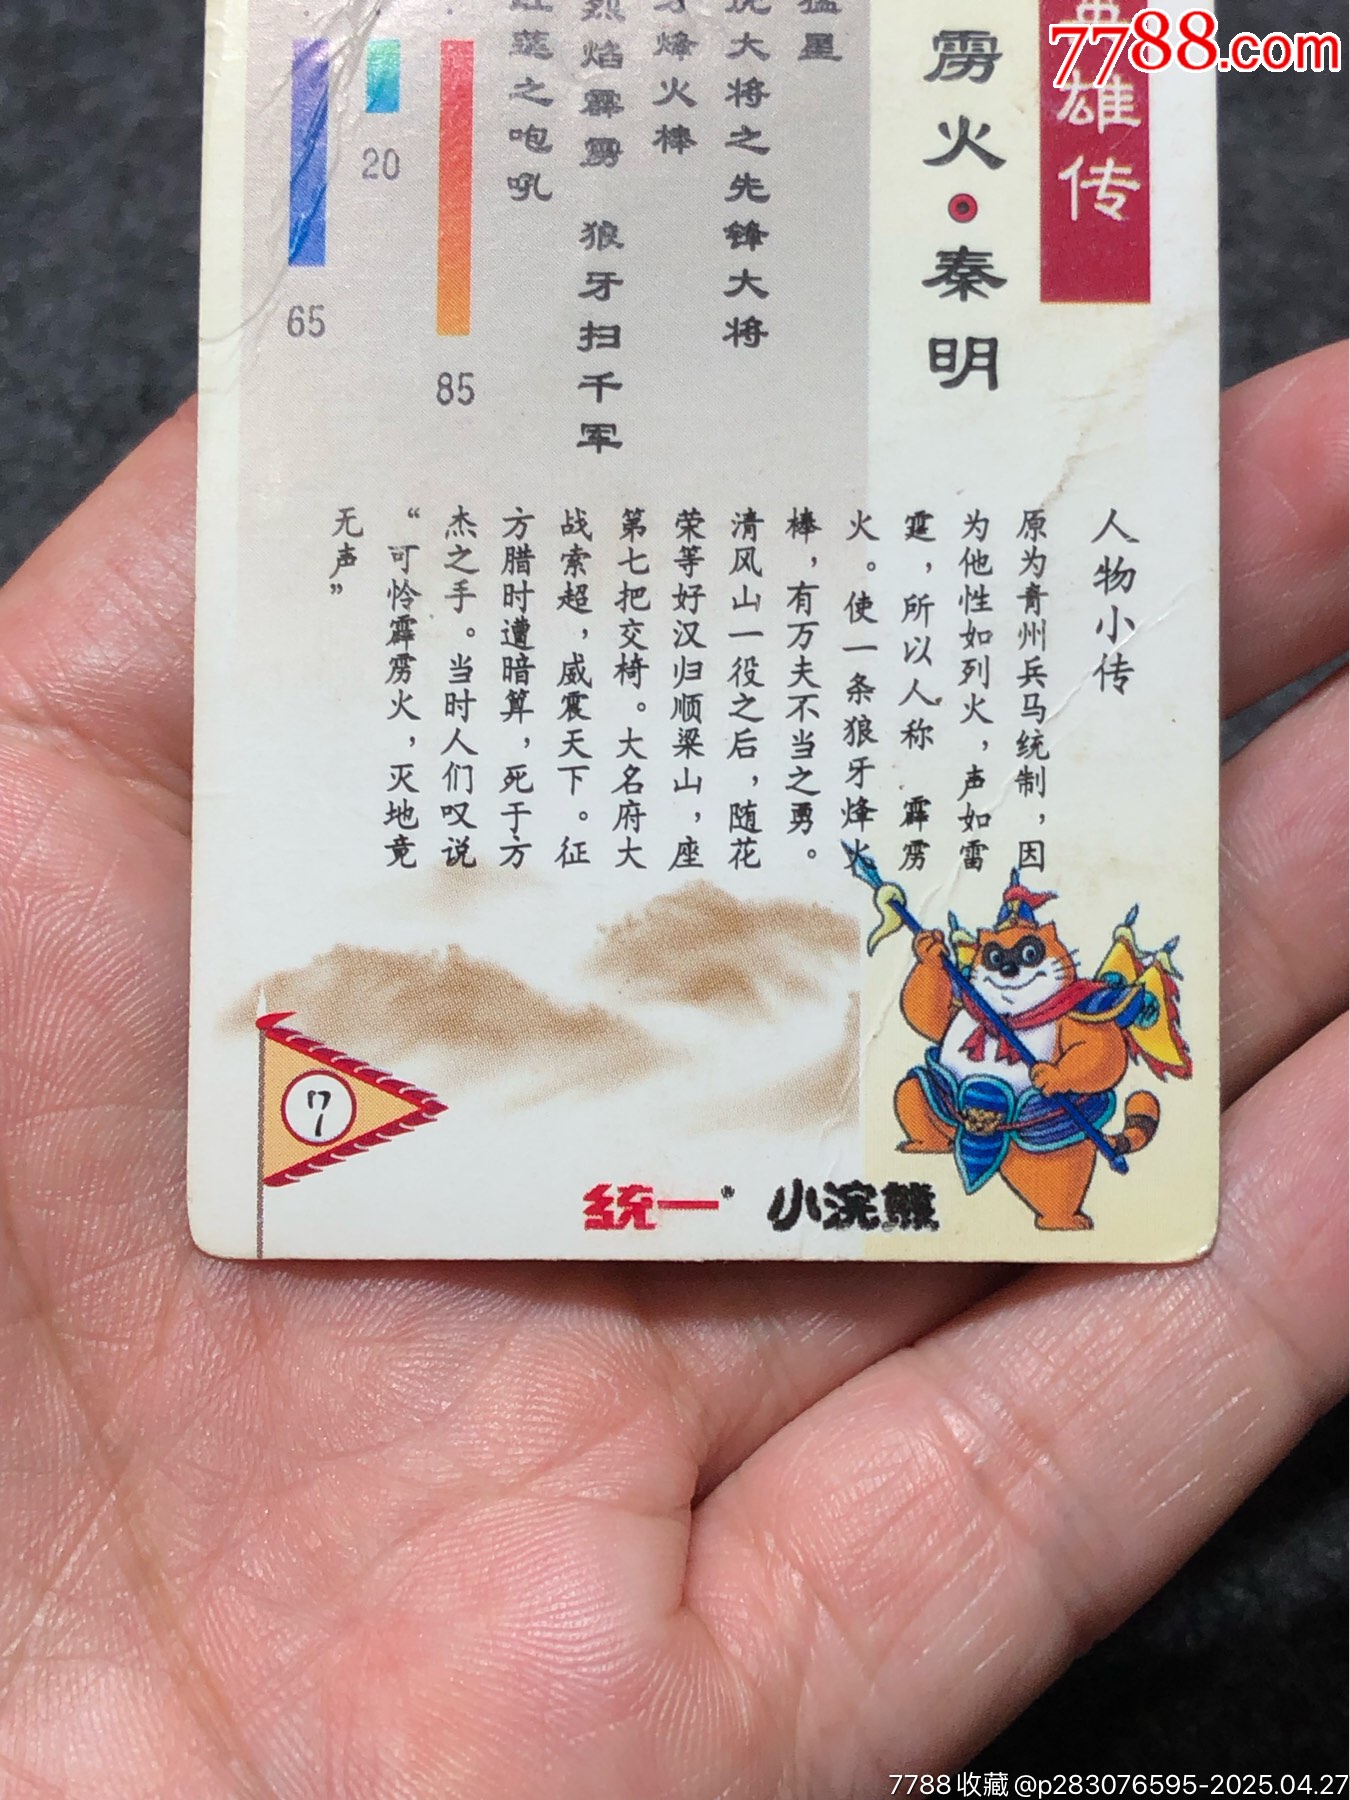 7788.com
雄传
雳火·秦明
猛星
虎大将之先锋大将
牙烽火棒
烈焰霹雳 狼牙扫千军
红莲之咆吼
85
20
65
人物小传
原为青州兵马统制，因
为他性如列火，声如雷
霆，所以人称 霹雳
火。使一条狼牙烽火
棒，有万夫不当之勇。
清风山一役之后，随花
荣等好汉归顺梁山，座
第七把交椅。大名府大
战索超，威震天下。征
方腊时遭暗算，死于方
杰之手。当时人们叹说
“可怜霹雳火，灭地竟
无声”
7
统一® 小浣熊
7788收藏@p283076595-2025.04.27